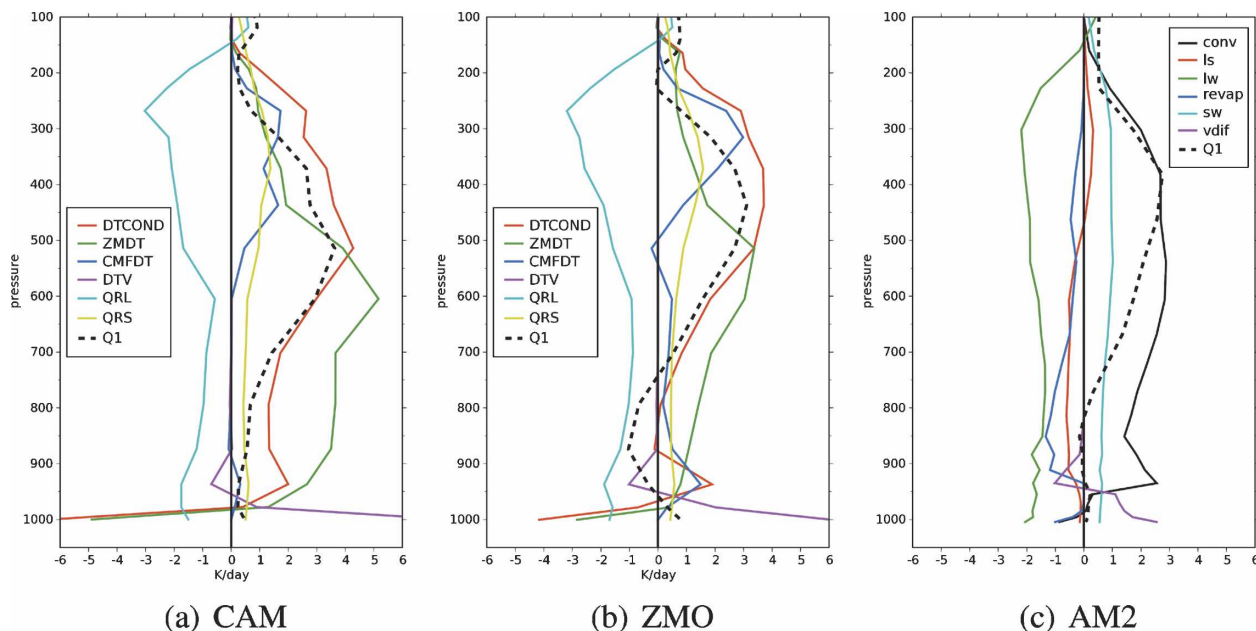 100
200
300
400
500
600
700
800
900
1000
pressure
DTCOND
ZMDT
CMFDT
DTV
QRL
QRS
Q1
-6 -5 -4 -3 -2 -1 0 1 2 3 4 5 6
K/day
(a) CAM
100
200
300
400
500
600
700
800
900
1000
pressure
DTCOND
ZMDT
CMFDT
DTV
QRL
QRS
Q1
-6 -5 -4 -3 -2 -1 0 1 2 3 4 5 6
K/day
(b) ZMO
100
200
300
400
500
600
700
800
900
1000
pressure
conv
ls
lw
revap
sw
vdif
Q1
-6 -5 -4 -3 -2 -1 0 1 2 3 4 5 6
(c) AM2